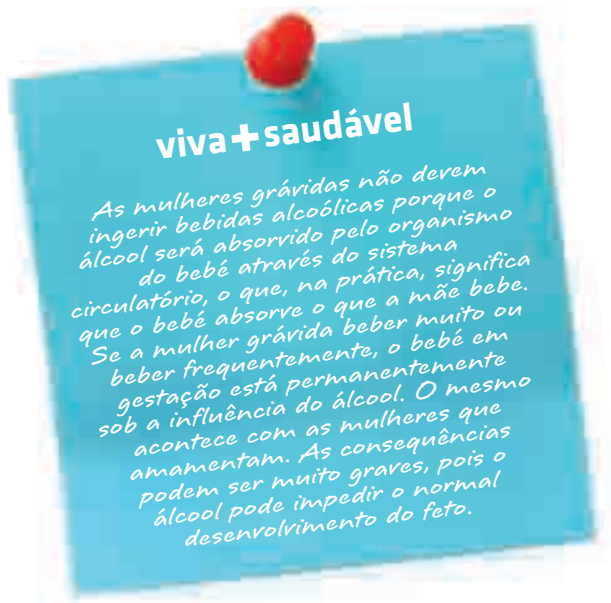 viva+saudável
As mulheres grávidas não devem
ingerir bebidas alcoólicas porque o
álcool será absorvido pelo organismo
do bebé através do sistema
circulatório, o que, na prática, significa
que o bebé absorve o que a mãe bebe.
Se a mulher grávida beber muito ou
beber frequentemente, o bebé em
gestação está permanentemente
sob a influência do álcool. O mesmo
acontece com as mulheres que
amamentam. As consequências
podem ser muito graves, pois o
álcool pode impedir o normal
desenvolvimento do feto.